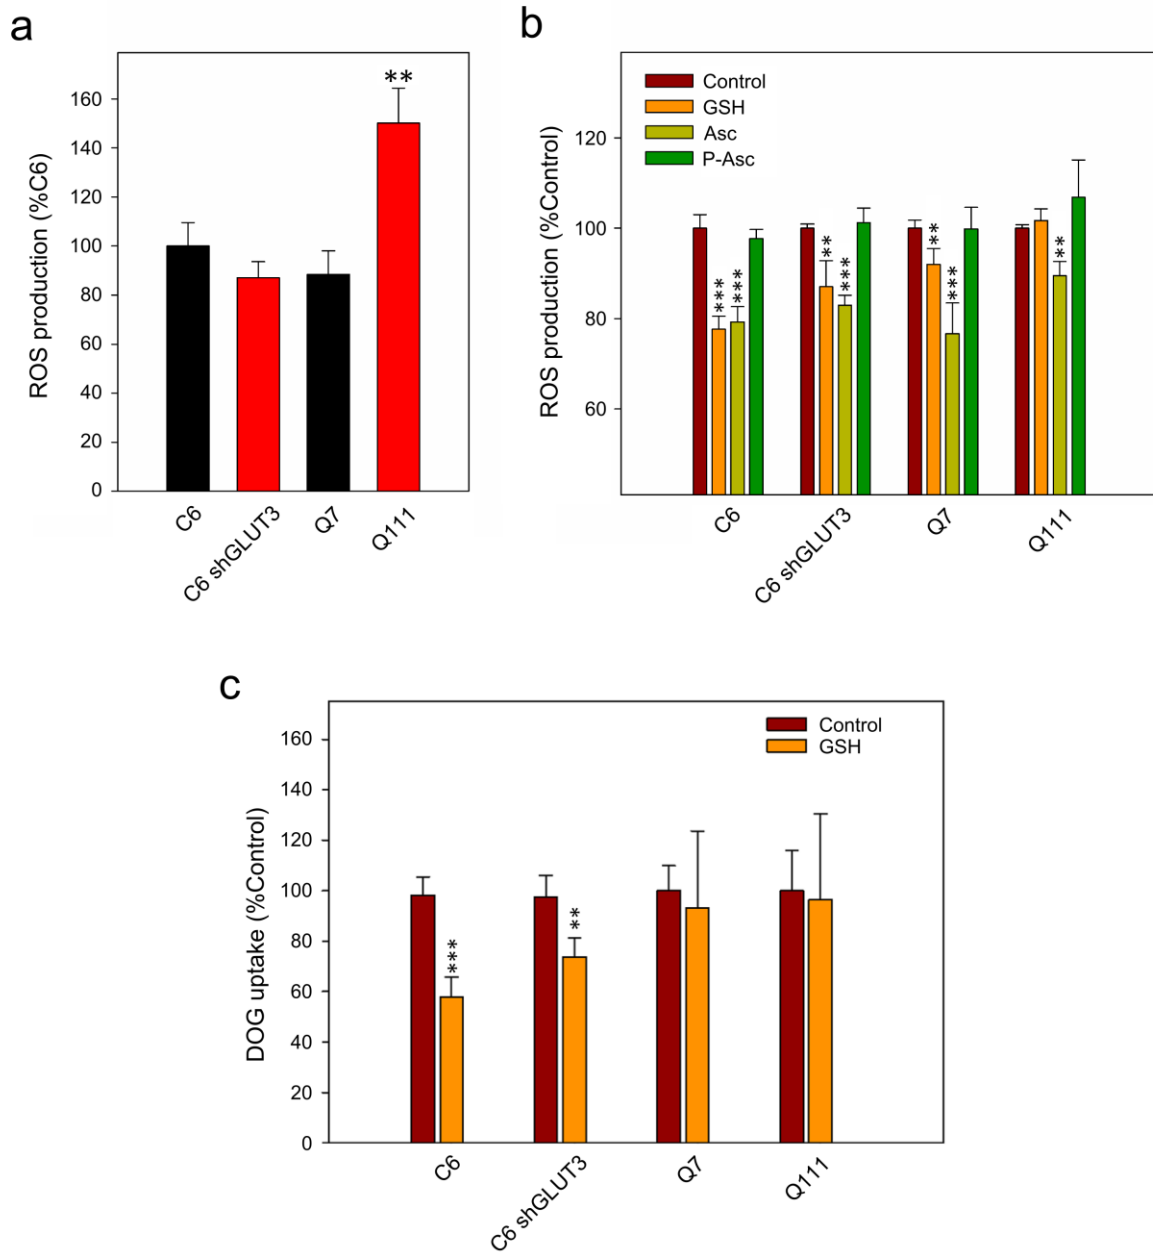 a
ROS production (%C6)
160
140
120
100
80
60
40
20
0
**
C6
C6 shGLUT3
Q7
Q111
b
ROS production (%Control)
120
100
80
60
Control
GSH
Asc
P-Asc
***
***
**
***
**
***
**
C6
C6 shGLUT3
Q7
Q111
c
DOG uptake (%Control)
160
140
120
100
80
60
40
20
0
Control
GSH
***
**
C6
C6 shGLUT3
Q7
Q111